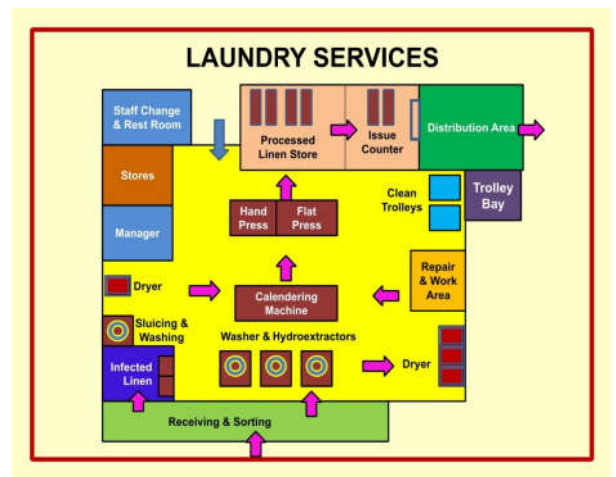 LAUNDRY SERVICES
Staff Change
& Rest Room
Processed
Linen Store
Issue
Counter
Distribution Area
Stores
Clean
Trolleys
Trolley
Bay
Hand
Press
Flat
Press
Manager
Repair
& Work
Area
Dryer
Calendering
Machine
Sluicing &
Washing
Washer & Hydroextractors
Infected
Linen
Dryer
Receiving & Sorting